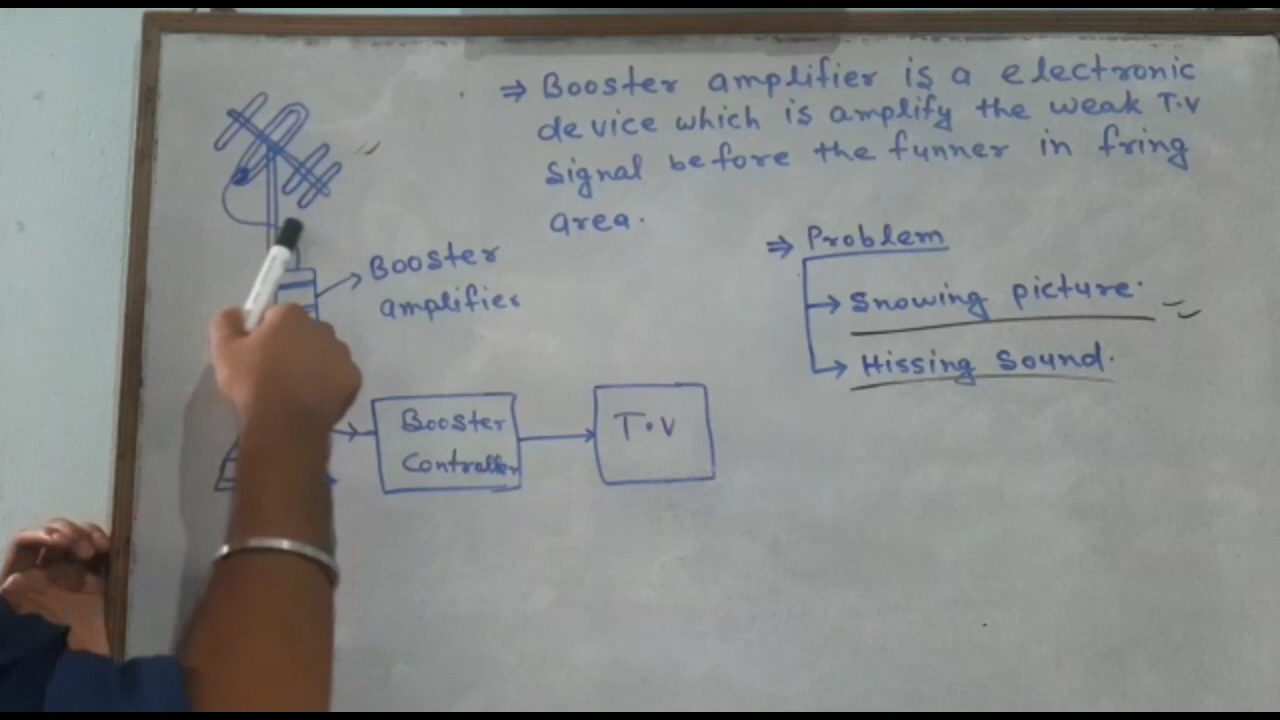 ⇒ Booster amplifier is a electronic
device which is amplify the weak T.V
Signal before the funner in fring
area.
⇒ Problem
→ Snowing picture.
→ Hissing Sound.
→ Booster
amplifier
Booster
Controller
T.V